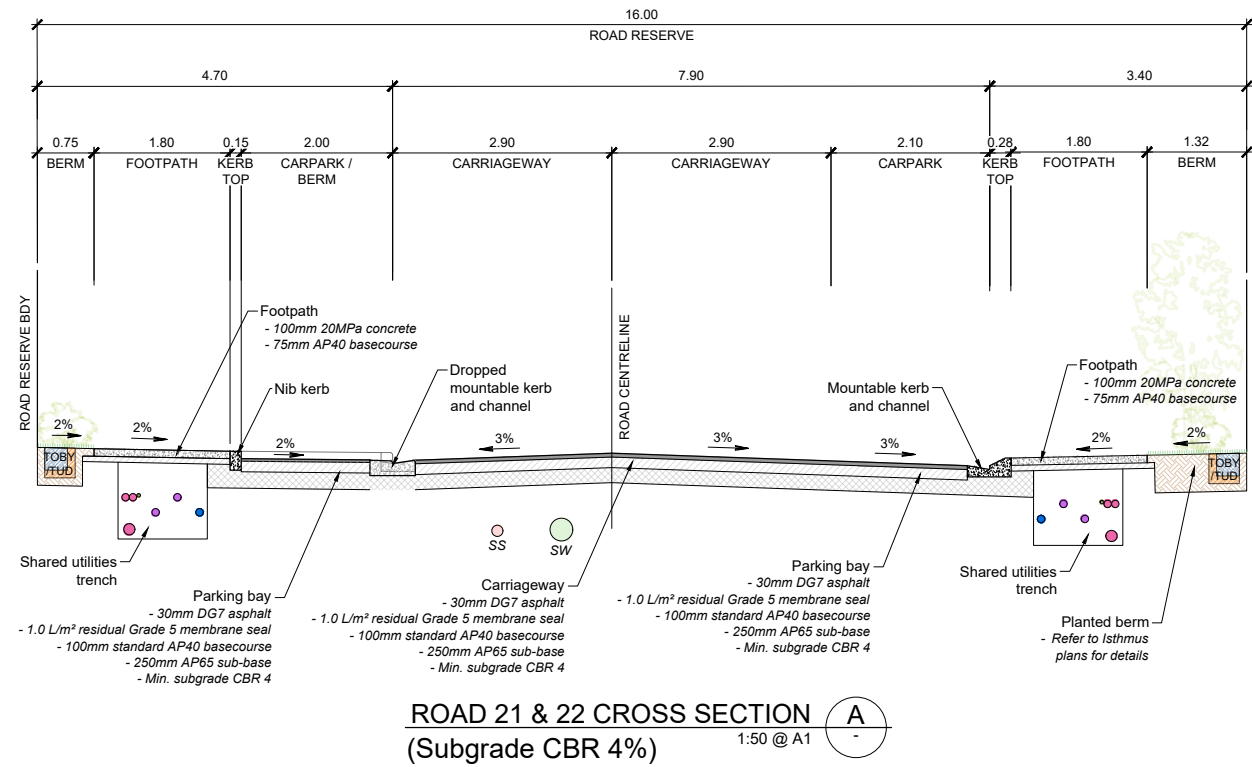 16.00
ROAD RESERVE
4.70
7.90
3.40
0.75
1.80
0.15
2.00
2.90
2.90
2.10
0.28
1.80
1.32
BERM
FOOTPATH
KERB
TOP
CARPARK /
BERM
CARRIAGEWAY
CARRIAGEWAY
CARPARK
KERB
TOP
FOOTPATH
BERM
ROAD RESERVE BDY
Footpath
- 100mm 20MPa concrete
- 75mm AP40 basecourse
Nib kerb
Dropped
mountable kerb
and channel
ROAD CENTRELINE
Mountable kerb
and channel
Footpath
- 100mm 20MPa concrete
- 75mm AP40 basecourse
2%
2%
2%
3%
3%
3%
2%
2%
TOBY
/TUD
TOBY
/TUD
SS
SW
Shared utilities
trench
Parking bay
- 30mm DG7 asphalt
- 1.0 L/m² residual Grade 5 membrane seal
- 100mm standard AP40 basecourse
- 250mm AP65 sub-base
- Min. subgrade CBR 4
Carriageway
- 30mm DG7 asphalt
- 1.0 L/m² residual Grade 5 membrane seal
- 100mm standard AP40 basecourse
- 250mm AP65 sub-base
- Min. subgrade CBR 4
Parking bay
- 30mm DG7 asphalt
- 1.0 L/m² residual Grade 5 membrane seal
- 100mm standard AP40 basecourse
- 250mm AP65 sub-base
- Min. subgrade CBR 4
Shared utilities
trench
Planted berm
- Refer to Isthmus
plans for details
ROAD 21 & 22 CROSS SECTION
(Subgrade CBR 4%)
1:50 @ A1
A
-